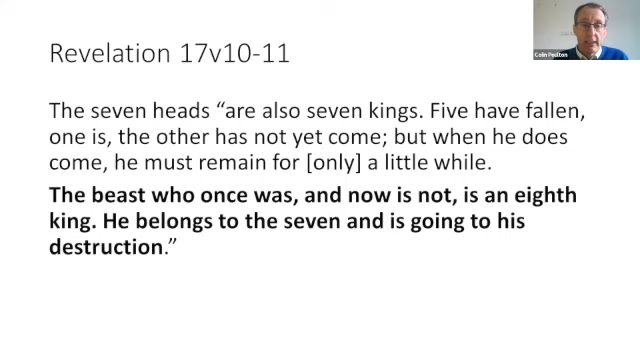 Revelation 17v10-11
Colin Poulton
The seven heads “are also seven kings. Five have fallen,
one is, the other has not yet come; but when he does
come, he must remain for [only] a little while.
The beast who once was, and now is not, is an eighth
king. He belongs to the seven and is going to his
destruction.”